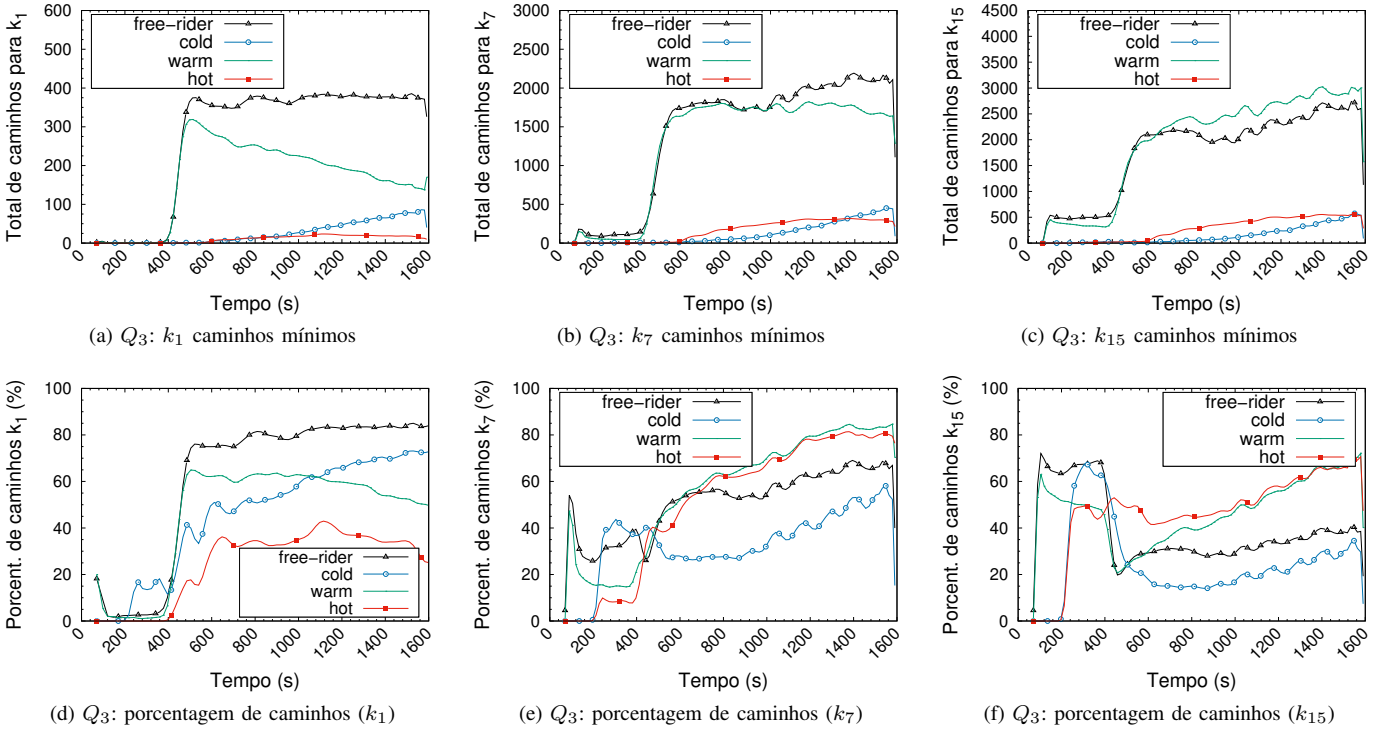 Total de caminhos para k1
600
500
400
300
200
100
0
free−rider
cold
warm
hot
0 200 400 600 800 1000 1200 1400 1600
Tempo (s)
(a) Q3: k1 caminhos mínimos
Total de caminhos para k7
3000
2500
2000
1500
1000
500
0
free−rider
cold
warm
hot
0 200 400 600 800 1000 1200 1400 1600
Tempo (s)
(b) Q3: k7 caminhos mínimos
Total de caminhos para k15
4500
4000
3500
3000
2500
2000
1500
1000
500
0
free−rider
cold
warm
hot
0 200 400 600 800 1000 1200 1400 1600
Tempo (s)
(c) Q3: k15 caminhos mínimos
Porcent. de caminhos k1 (%)
100
80
60
40
20
0
free−rider
cold
warm
hot
0 200 400 600 800 1000 1200 1400 1600
Tempo (s)
(d) Q3: porcentagem de caminhos (k1)
Porcent. de caminhos k7 (%)
100
80
60
40
20
0
free−rider
cold
warm
hot
0 200 400 600 800 1000 1200 1400 1600
Tempo (s)
(e) Q3: porcentagem de caminhos (k7)
Porcent. de caminhos k15 (%)
100
80
60
40
20
0
free−rider
cold
warm
hot
0 200 400 600 800 1000 1200 1400 1600
Tempo (s)
(f) Q3: porcentagem de caminhos (k15)